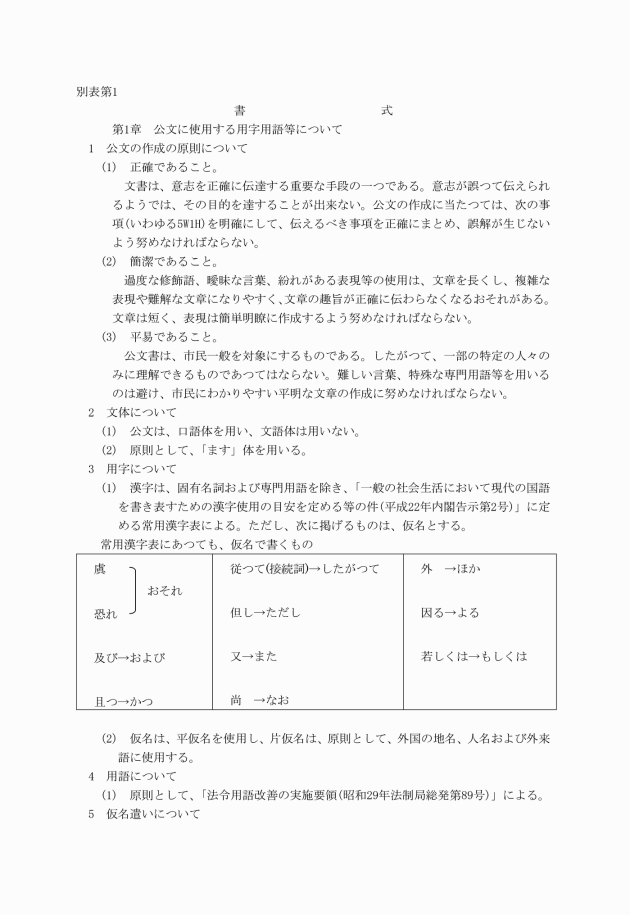 別表第1
書　　　　　式
第1章　公文に使用する用字用語等について
1　公文の作成の原則について
(1)　正確であること。
文書は、意志を正確に伝達する重要な手段の一つである。意志が誤つて伝えられ
るようでは、その目的を達することが出来ない。公文の作成に当たつては、次の事
項(いわゆる5W1H)を明確にして、伝えるべき事項を正確にまとめ、誤解が生じない
よう努めなければならない。
(2)　簡潔であること。
過度な修飾語、曖昧な言葉、紛れがある表現等の使用は、文章を長くし、複雑な
表現や難解な文章になりやすく、文章の趣旨が正確に伝わらなくなるおそれがある。
文章は短く、表現は簡単明瞭に作成するよう努めなければならない。
(3)　平易であること。
公文書は、市民一般を対象にするものである。したがつて、一部の特定の人々の
みに理解できるものであつてはならない。難しい言葉、特殊な専門用語等を用いる
のは避け、市民にわかりやすい平明な文章の作成に努めなければならない。
2　文体について
(1)　公文は、口語体を用い、文語体は用いない。
(2)　原則として、「ます」体を用いる。
3　用字について
(1)　漢字は、固有名詞および専門用語を除き、「一般の社会生活において現代の国語
を書き表すための漢字使用の目安を定める等の件(平成22年内閣告示第2号)」に定
める常用漢字表による。ただし、次に掲げるものは、仮名とする。
常用漢字表にあつても、仮名で書くもの
虞
おそれ
恐れ
及び→および
且つ→かつ
従つて(接続詞)→したがつて
但し→ただし
又→また
尚　→なお
外　→ほか
因る→よる
若しくは→もしくは
(2)　仮名は、平仮名を使用し、片仮名は、原則として、外国の地名、人名および外来
語に使用する。
4　用語について
(1)　原則として、「法令用語改善の実施要領(昭和29年法制局総発第89号)」による。
5　仮名遣いについて